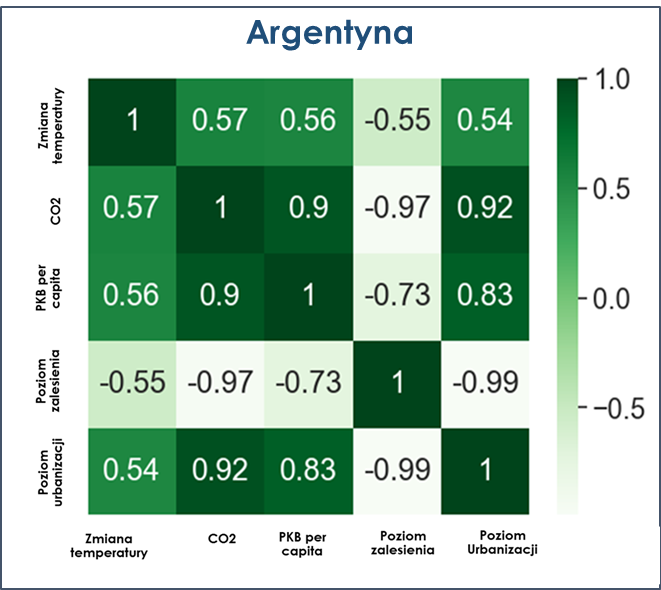 Argentyna
Zmiana
temperatury
1 0.57 0.56 -0.55 0.54
1.0
CO2
0.57 1 0.9 -0.97 0.92
0.5
PKB per
capita
0.56 0.9 1 -0.73 0.83
0.0
Poziom
zalesienia
-0.55 -0.97 -0.73 1 -0.99
−0.5
Poziom
urbanizacji
0.54 0.92 0.83 -0.99 1
Zmiana
temperatury
CO2
PKB per
capita
Poziom
zalesienia
Poziom
Urbanizacji